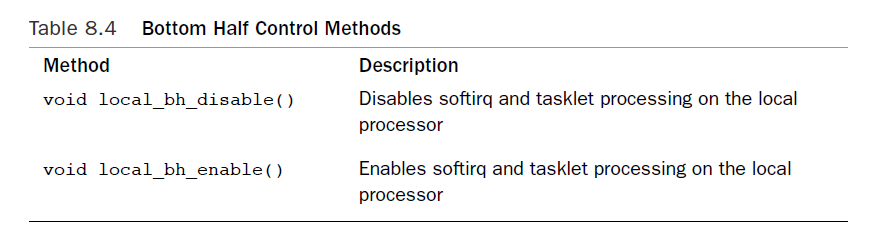 Table 8.4 Bottom Half Control Methods
Method Description
void local_bh_disable() Disables softirq and tasklet processing on the local
processor
void local_bh_enable() Enables softirq and tasklet processing on the local
processor